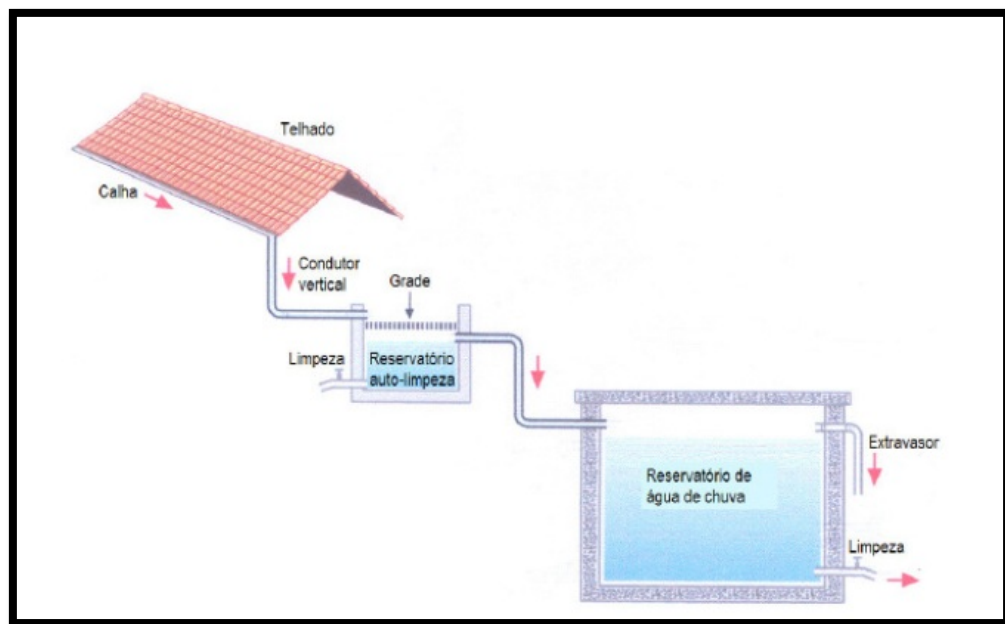 Telhado
Calha
Condutor
vertical
Grade
Limpeza
Reservatório
auto-limpeza
Extravasor
Reservatório de
água de chuva
Limpeza